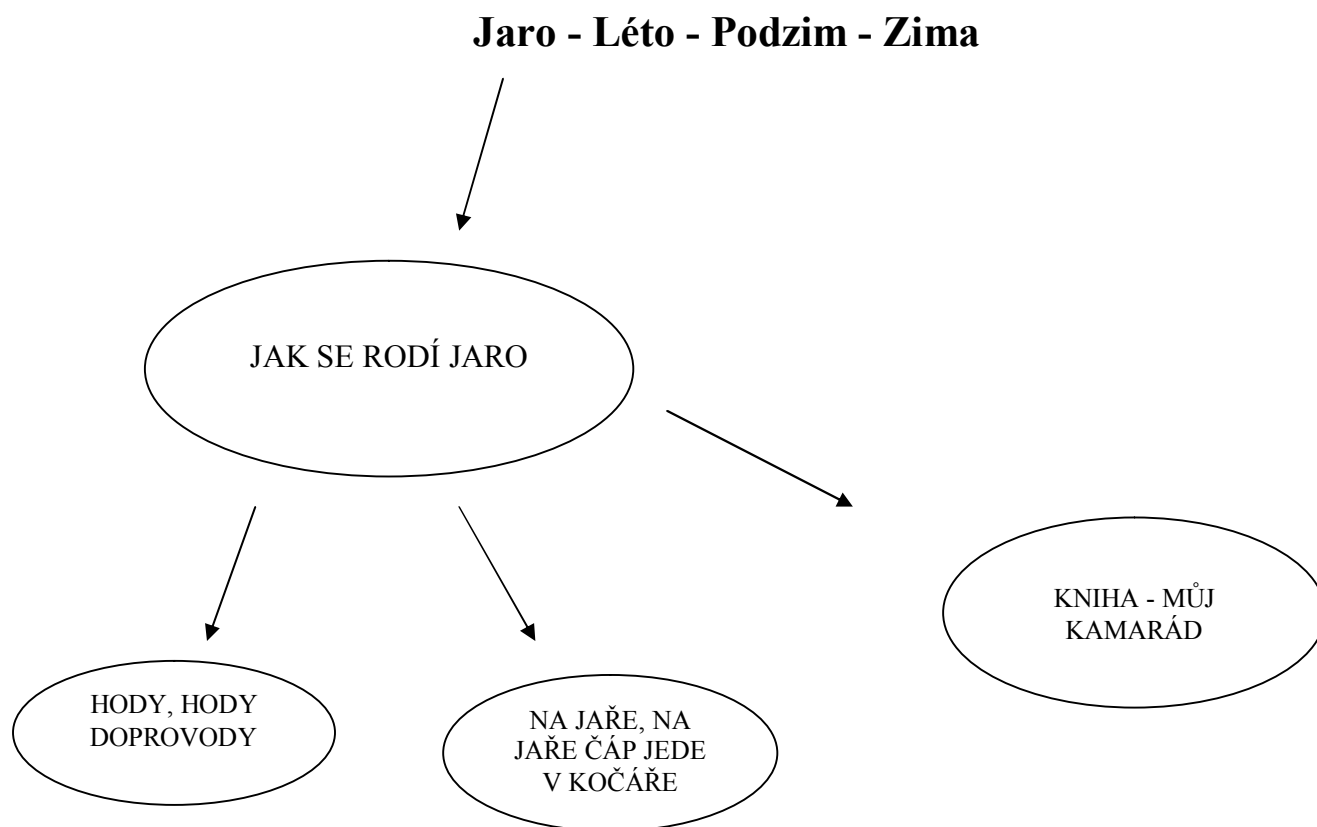 Jaro - Léto - Podzim - Zima
JAK SE RODÍ JARO
KNIHA - MŮJ
KAMARÁD
HODY, HODY
DOPROVODY
NA JAŘE, NA
JAŘE ČÁP JEDE
V KOČÁŘE